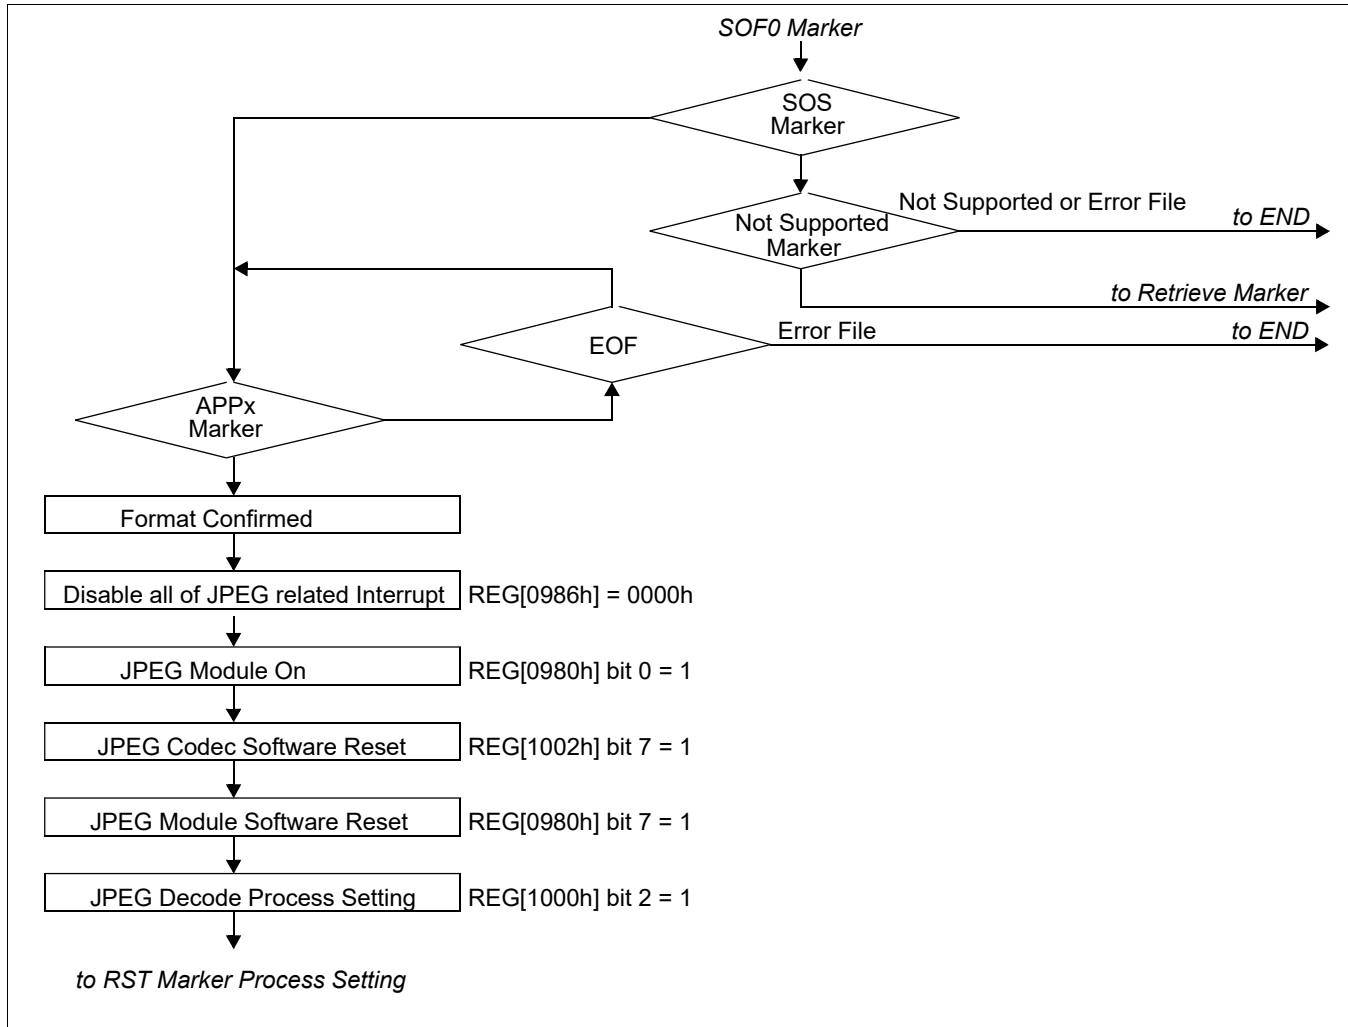 SOF0 Marker
SOS
Marker
Not Supported or Error File
to END
Not Supported
Marker
to Retrieve Marker
Error File
to END
EOF
APPx
Marker
Format Confirmed
Disable all of JPEG related Interrupt
REG[0986h] = 0000h
JPEG Module On
REG[0980h] bit 0 = 1
JPEG Codec Software Reset
REG[1002h] bit 7 = 1
JPEG Module Software Reset
REG[0980h] bit 7 = 1
JPEG Decode Process Setting
REG[1000h] bit 2 = 1
to RST Marker Process Setting